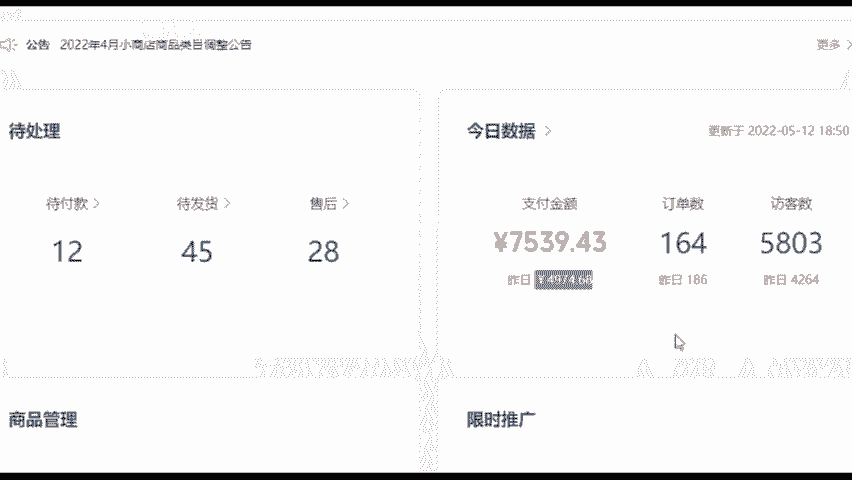 公告 2022年4月小商店商品类目调整公告 更多
待处理
待付款 待发货 售后
12 45 28
今日数据 更新于 2022-05-12 18:50
支付金额 订单数 访客数
¥7539.43 164 5803
昨日 昨日 186 昨日 4264
商品管理 限时推广